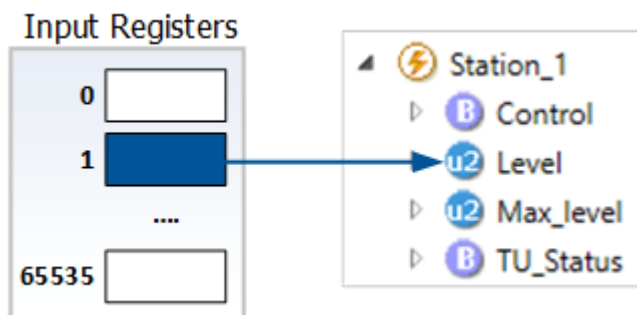 Input Registers
0
1
....
65535
Station_1
B Control
u2 Level
u2 Max_level
B TU_Status